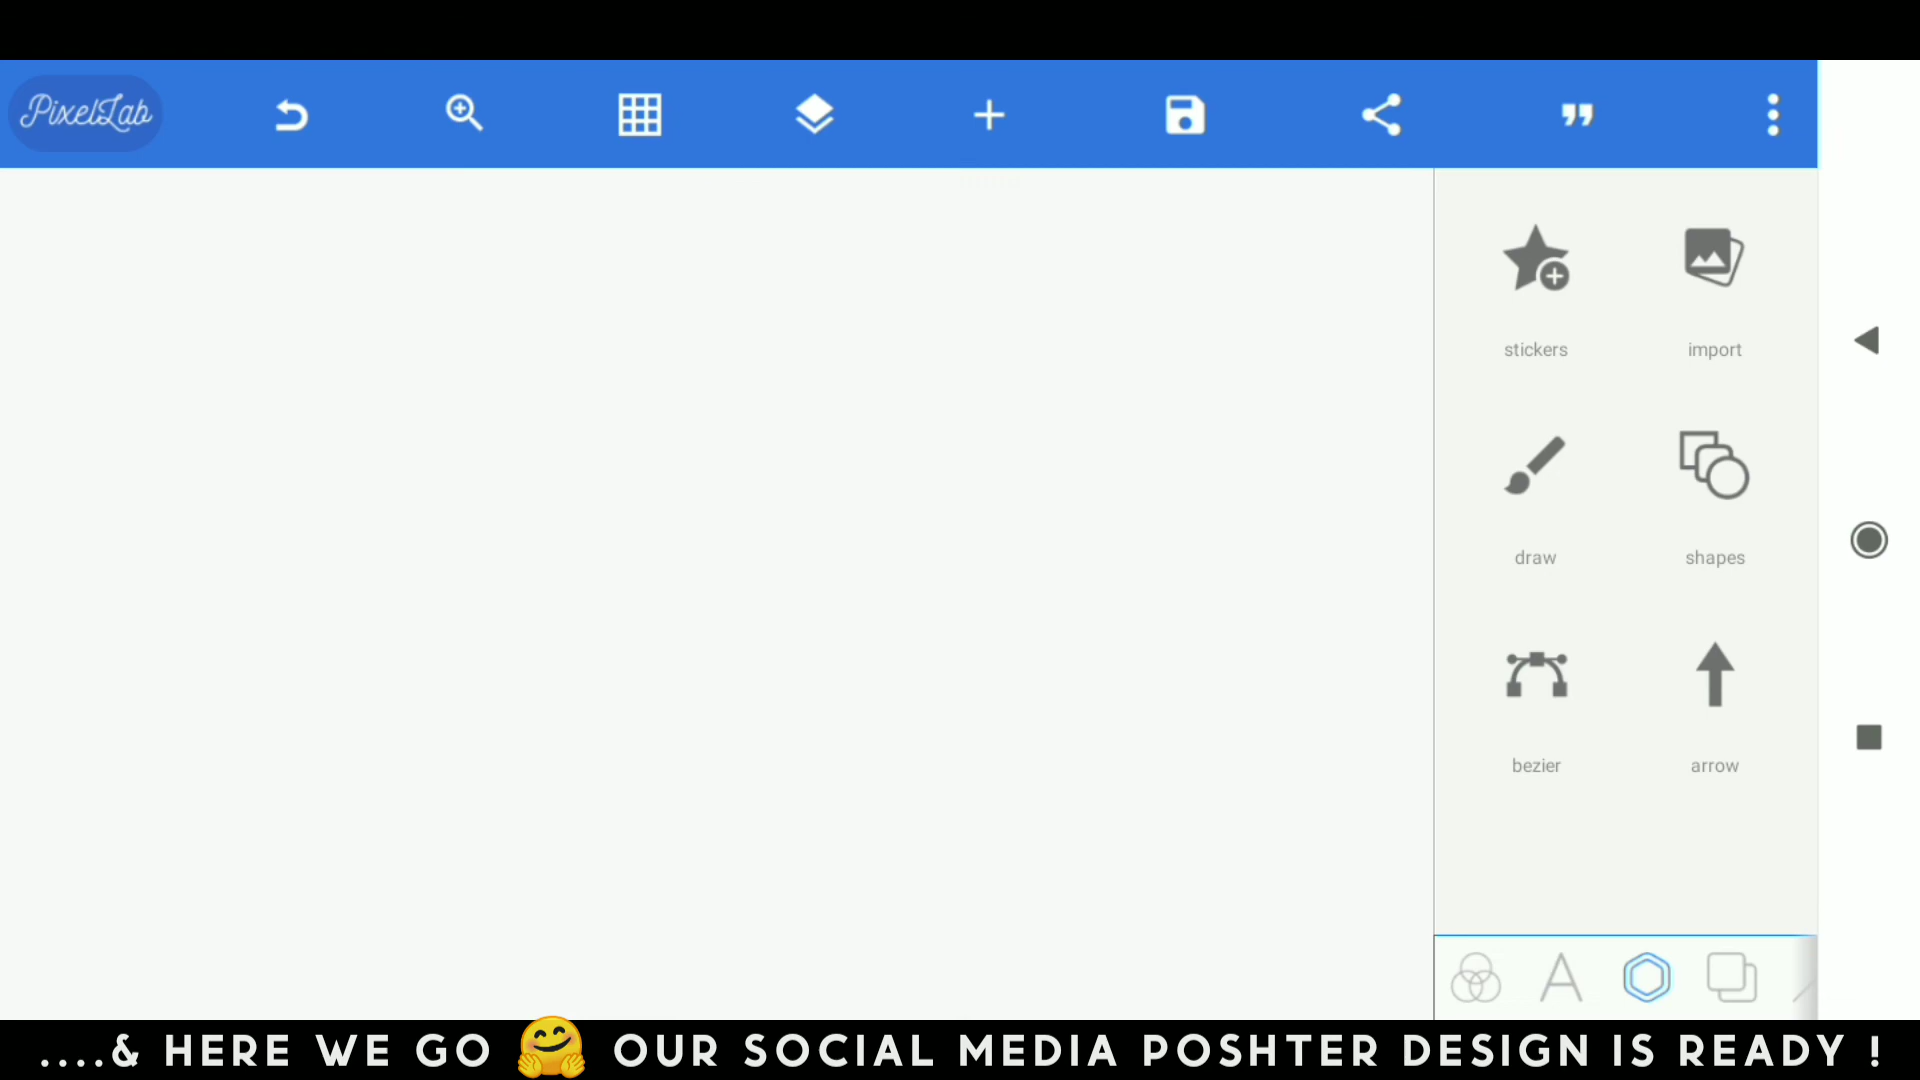 PixelLab
stickers import
draw shapes
bezier arrow
....& HERE WE GO 🤗 OUR SOCIAL MEDIA POSHTER DESIGN IS READY !